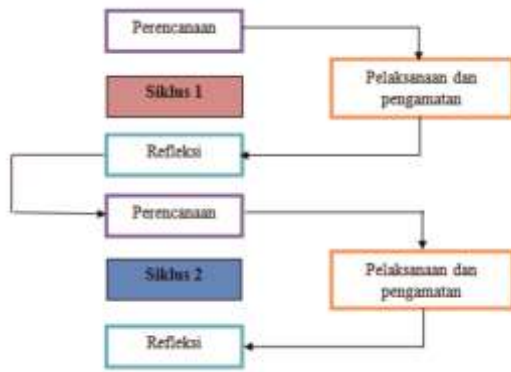 Perencanaan
Pelaksanaan dan
pengamatan
Siklus 1
Refleksi
Perencanaan
Pelaksanaan dan
pengamatan
Siklus 2
Refleksi